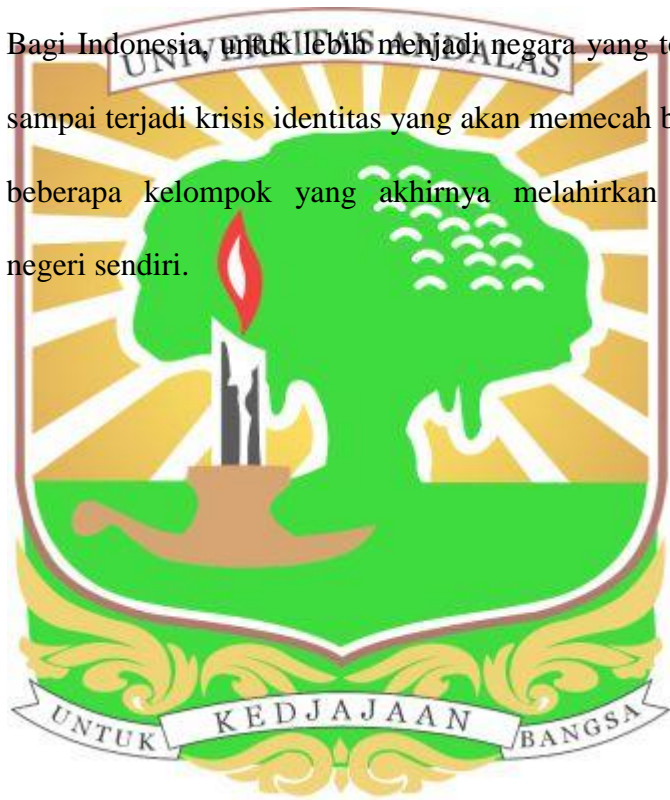 Bagi Indonesia, untuk lebih menjadi negara yang
UNIVERSITAS ANDALAS
sampai terjadi krisis identitas yang akan memecah
beberapa kelompok yang akhirnya melahirkan
negeri sendiri.
UNTUK KEDJAJAAN BANGSA